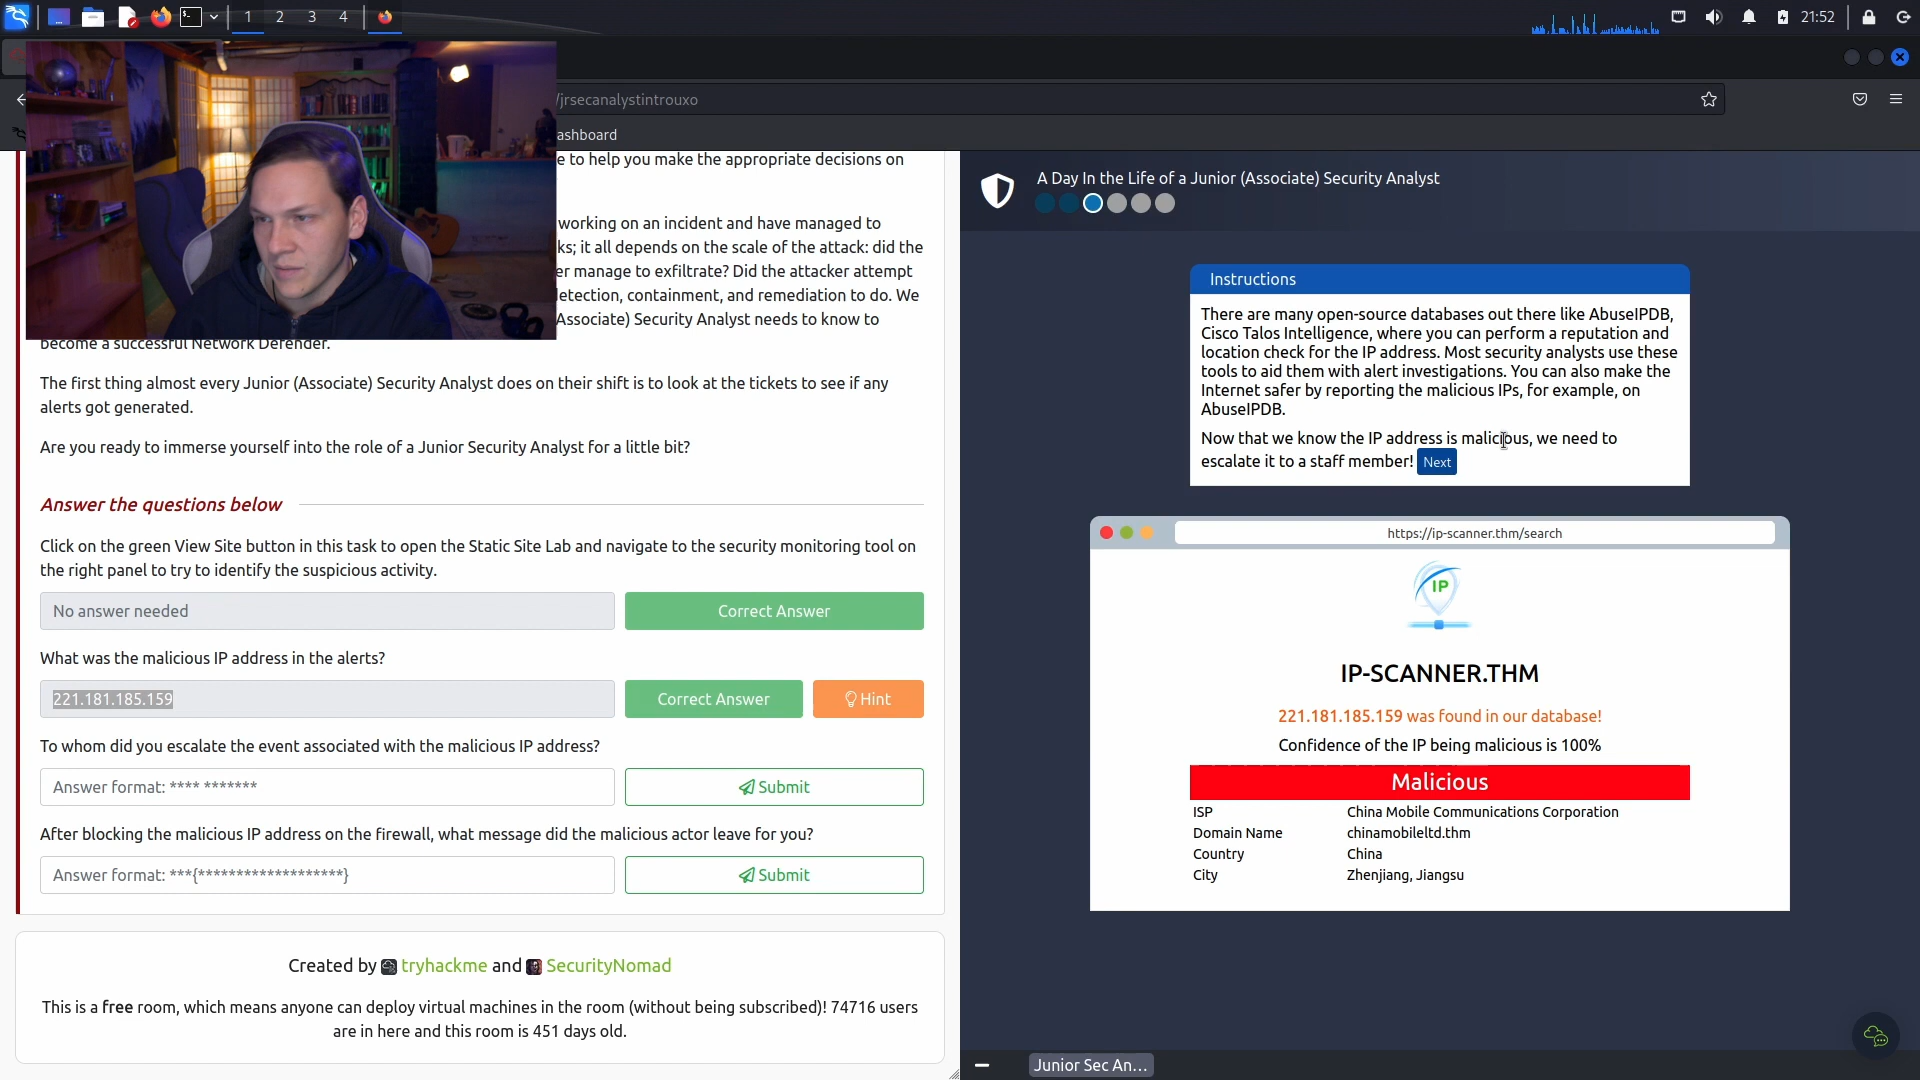 1 2 3 4
21:52
/jrsecanalystintrouxo
ashboard
e to help you make the appropriate decisions on
working on an incident and have managed to
ks; it all depends on the scale of the attack: did the
er manage to exfiltrate? Did the attacker attempt
letection, containment, and remediation to do. We
Associate) Security Analyst needs to know to
become a successful Network Defender.
The first thing almost every Junior (Associate) Security Analyst does on their shift is to look at the tickets to see if any
alerts got generated.
Are you ready to immerse yourself into the role of a Junior Security Analyst for a little bit?
Answer the questions below
Click on the green View Site button in this task to open the Static Site Lab and navigate to the security monitoring tool on
the right panel to try to identify the suspicious activity.
No answer needed
Correct Answer
What was the malicious IP address in the alerts?
221.181.185.159
Correct Answer
Hint
To whom did you escalate the event associated with the malicious IP address?
Answer format: **** *******
Submit
After blocking the malicious IP address on the firewall, what message did the malicious actor leave for you?
Answer format: ***{*******************}
Submit
Created by tryhackme and SecurityNomad
This is a free room, which means anyone can deploy virtual machines in the room (without being subscribed)! 74716 users
are in here and this room is 451 days old.
A Day In the Life of a Junior (Associate) Security Analyst
Instructions
There are many open-source databases out there like AbuseIPDB,
Cisco Talos Intelligence, where you can perform a reputation and
location check for the IP address. Most security analysts use these
tools to aid them with alert investigations. You can also make the
Internet safer by reporting the malicious IPs, for example, on
AbuseIPDB.
Now that we know the IP address is malicious, we need to
escalate it to a staff member! Next
https://ip-scanner.thm/search
IP
IP-SCANNER.THM
221.181.185.159 was found in our database!
Confidence of the IP being malicious is 100%
Malicious
ISP China Mobile Communications Corporation
Domain Name chinamobileltd.thm
Country China
City Zhenjiang, Jiangsu
Junior Sec An...